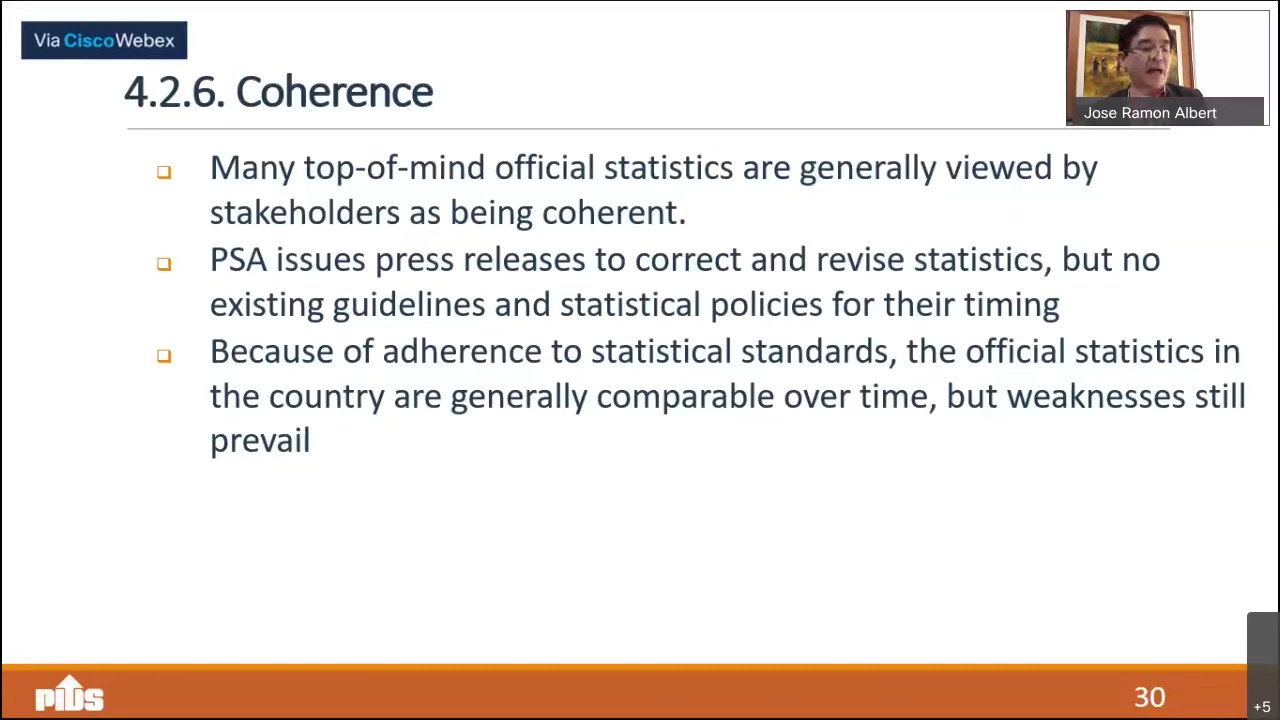 Via CiscoWebex
4.2.6. Coherence
Jose Ramon Albert
Many top-of-mind official statistics are generally viewed by
stakeholders as being coherent.
PSA issues press releases to correct and revise statistics, but no
existing guidelines and statistical policies for their timing
Because of adherence to statistical standards, the official statistics in
the country are generally comparable over time, but weaknesses still
prevail
PIDS
30
+5